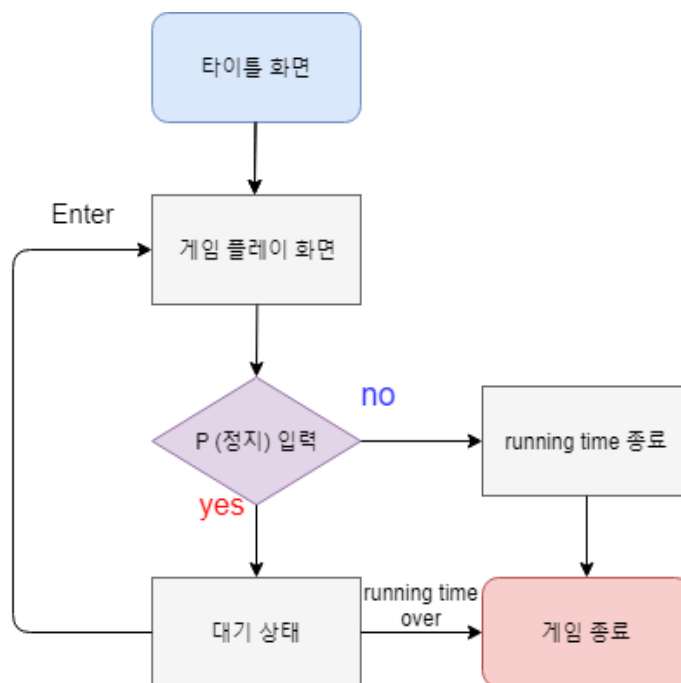 타이틀 화면
Enter
게임 플레이 화면
no
P (정지) 입력
running time 종료
yes
대기 상태
running time
over
게임 종료